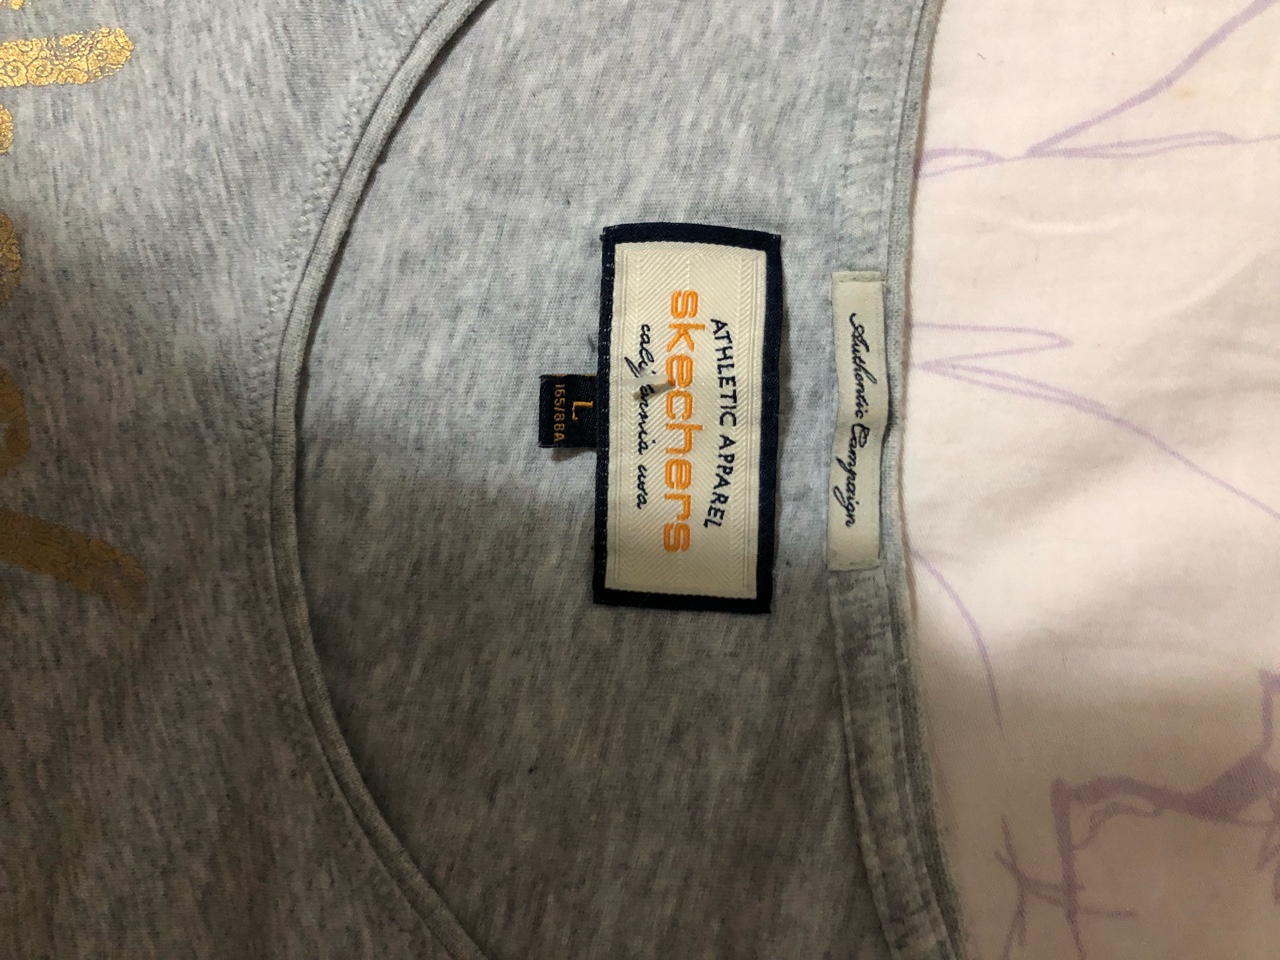 Authentic Campaign
ATHLETIC APPAREL
skechers
california usa
L
165/88A